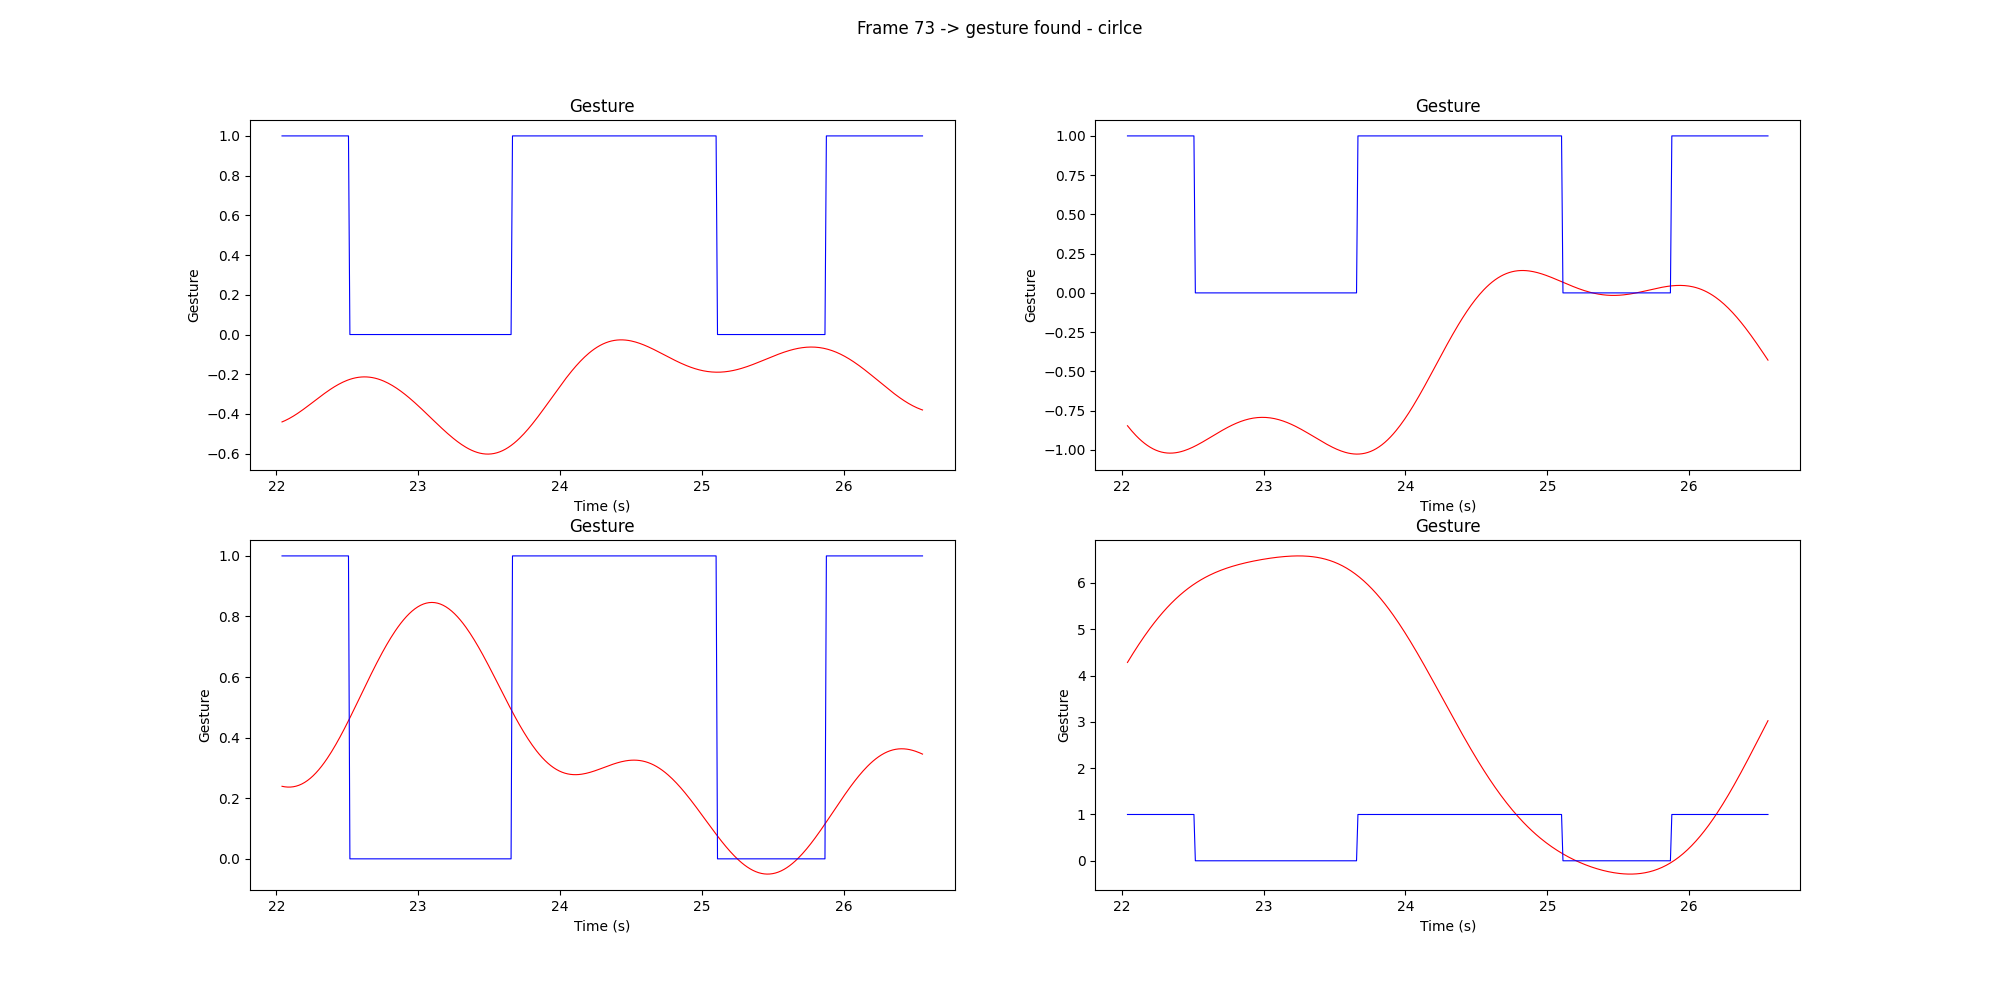 Frame 73 -> gesture found - cirlce
Gesture
1.0
0.8
0.6
0.4
0.2
0.0
−0.2
−0.4
−0.6
Gesture
22 23 24 25 26
Time (s)
Gesture
1.00
0.75
0.50
0.25
0.00
−0.25
−0.50
−0.75
−1.00
Gesture
22 23 24 25 26
Time (s)
Gesture
1.0
0.8
0.6
0.4
0.2
0.0
Gesture
22 23 24 25 26
Time (s)
Gesture
6
5
4
3
2
1
0
Gesture
22 23 24 25 26
Time (s)